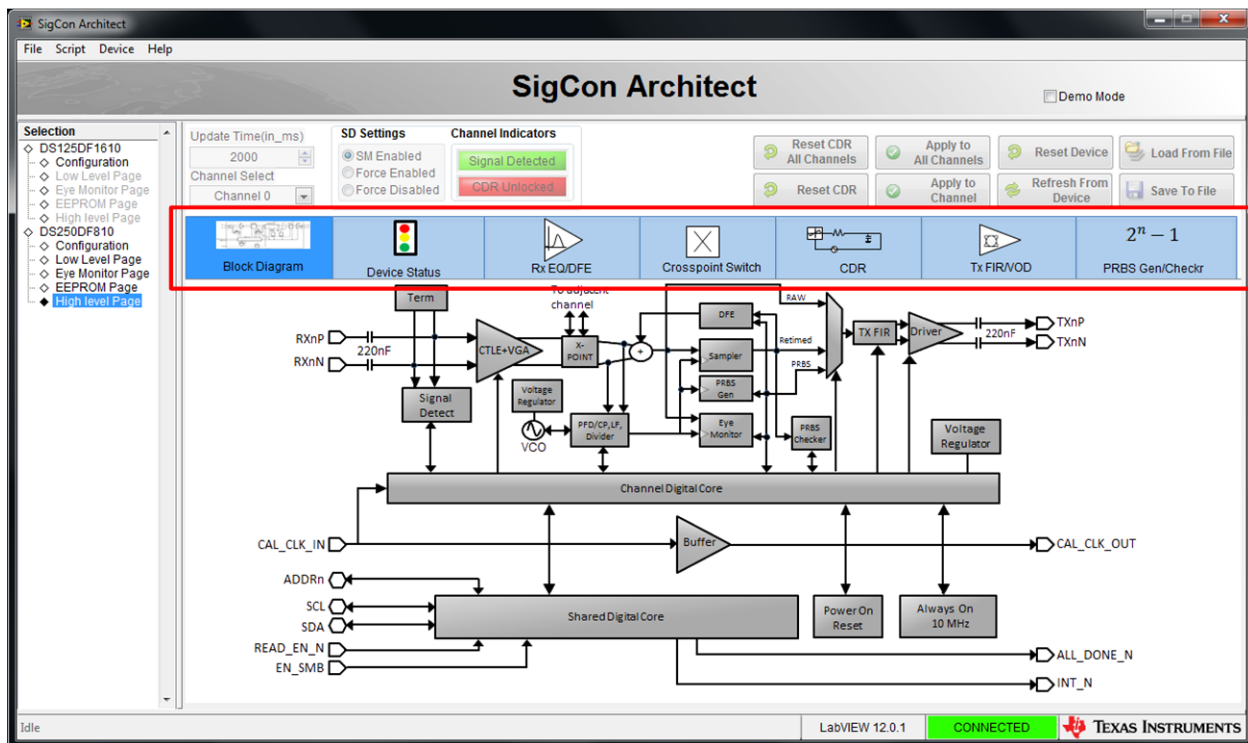 SigCon Architect
File Script Device Help
SigCon Architect
Demo Mode
Selection
DS125DF1610
Configuration
Low Level Page
Eye Monitor Page
EEPROM Page
High level Page
DS250DF810
Configuration
Low Level Page
Eye Monitor Page
EEPROM Page
High level Page
Update Time(in_ms)
2000
Channel Select
Channel 0
SD Settings
SM Enabled
Force Enabled
Force Disabled
Channel Indicators
Signal Detected
CDR Unlocked
Reset CDR
All Channels
Apply to
All Channels
Reset Device
Load From File
Reset CDR
Apply to
Channel
Refresh From
Device
Save To File
Block Diagram
Device Status
Rx EQ/DFE
Crosspoint Switch
CDR
Tx FIR/VOD
2ⁿ − 1
PRBS Gen/Checkr
Term
To adjacent
channel
RAW
DFE
RXnP
RXnN
220nF
CTLE+VGA
X-
POINT
+
Sampler
Retimed
PRBS
TX FIR
Driver
220nF
TXnP
TXnN
Signal
Detect
Voltage
Regulator
VCO
PFD/CP,LF,
Divider
PRBS
Gen
Eye
Monitor
PRBS
Checker
Voltage
Regulator
Channel Digital Core
CAL_CLK_IN
Buffer
CAL_CLK_OUT
ADDRn
SCL
SDA
READ_EN_N
EN_SMB
Shared Digital Core
Power On
Reset
Always On
10 MHz
ALL_DONE_N
INT_N
Idle
LabVIEW 12.0.1
CONNECTED
TEXAS INSTRUMENTS